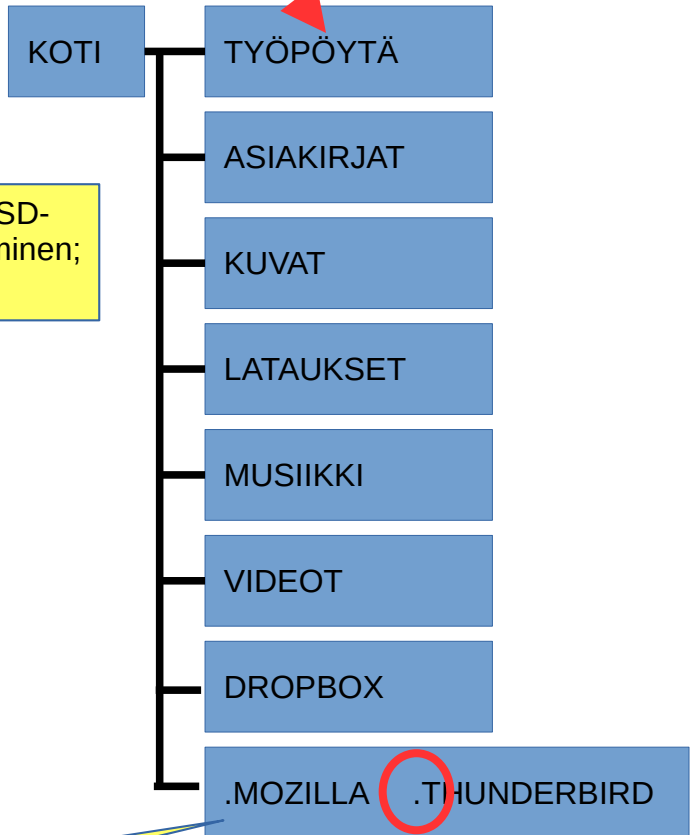 KOTI
TYÖPÖYTÄ
ASIAKIRJAT
SD-
minen;
KUVAT
LATAUKSET
MUSIIKKI
VIDEOT
DROPBOX
.MOZILLA .THUNDERBIRD